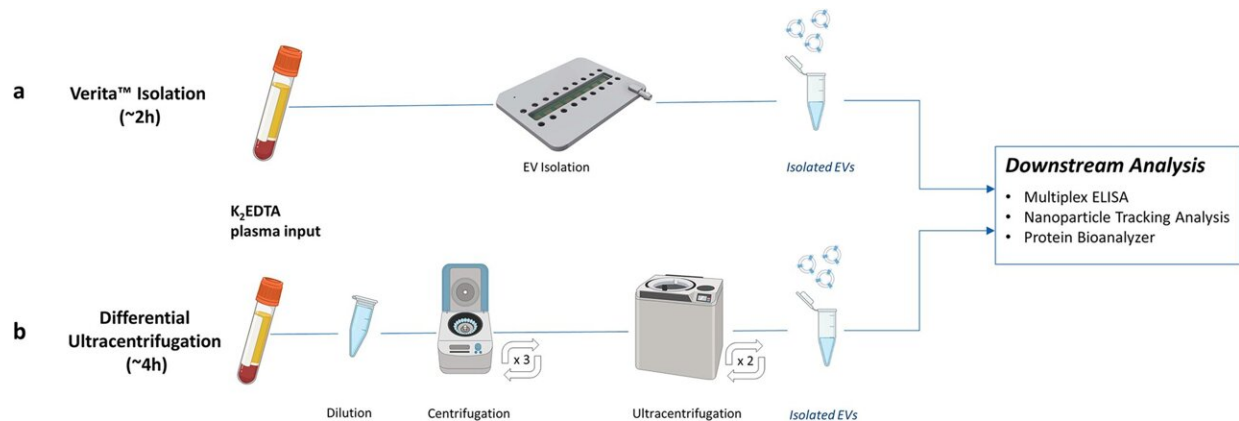 a
Verita™ Isolation
(~2h)
EV Isolation
Isolated EVs
K₂EDTA
plasma input
Downstream Analysis
• Multiplex ELISA
• Nanoparticle Tracking Analysis
• Protein Bioanalyzer
b
Differential
Ultracentrifugation
(~4h)
x 3
x 2
Dilution
Centrifugation
Ultracentrifugation
Isolated EVs